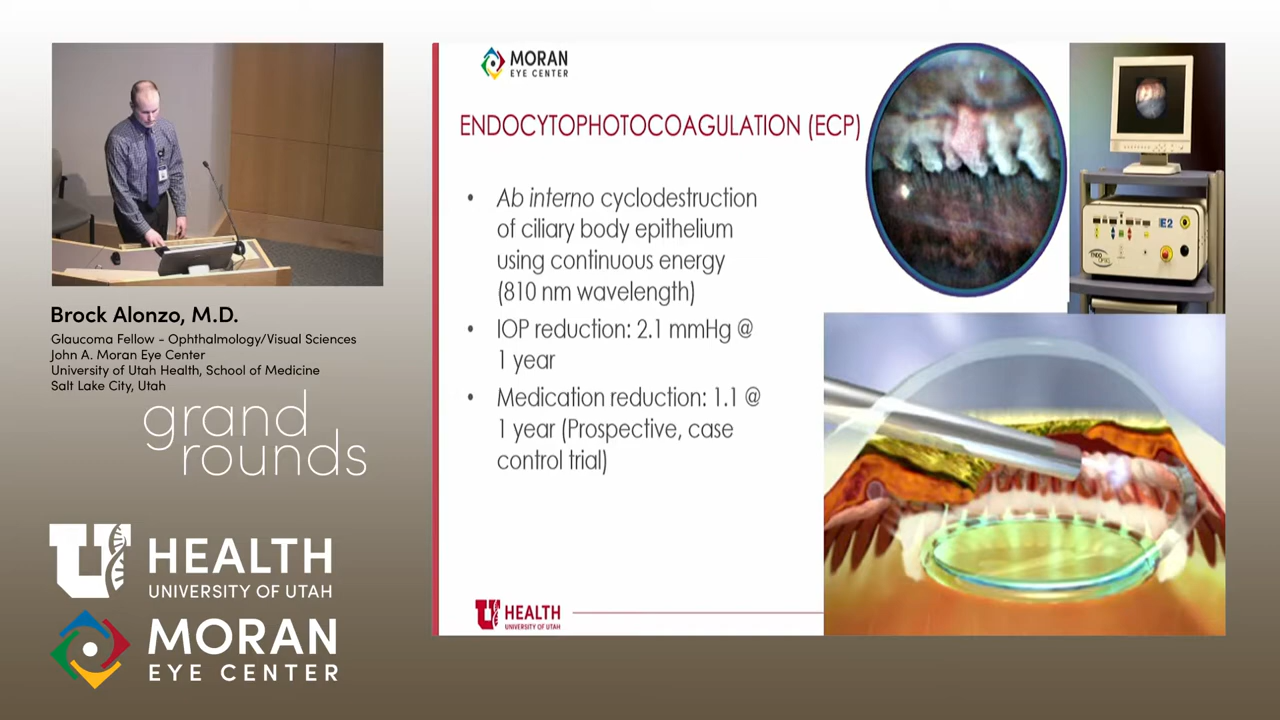 Brock Alonzo, M.D.
Glaucoma Fellow - Ophthalmology/Visual Sciences
John A. Moran Eye Center
University of Utah Health, School of Medicine
Salt Lake City, Utah
grand
rounds
U
HEALTH
UNIVERSITY OF UTAH
MORAN
EYE CENTER
MORAN
EYE CENTER
ENDOCYTOPHOTOCOAGULATION (ECP)
• Ab interno cyclodestruction
of ciliary body epithelium
using continuous energy
(810 nm wavelength)
• IOP reduction: 2.1 mmHg @
1 year
• Medication reduction: 1.1 @
1 year (Prospective, case
control trial)
U HEALTH
UNIVERSITY OF UTAH
E2
ENDO
OPTIKS